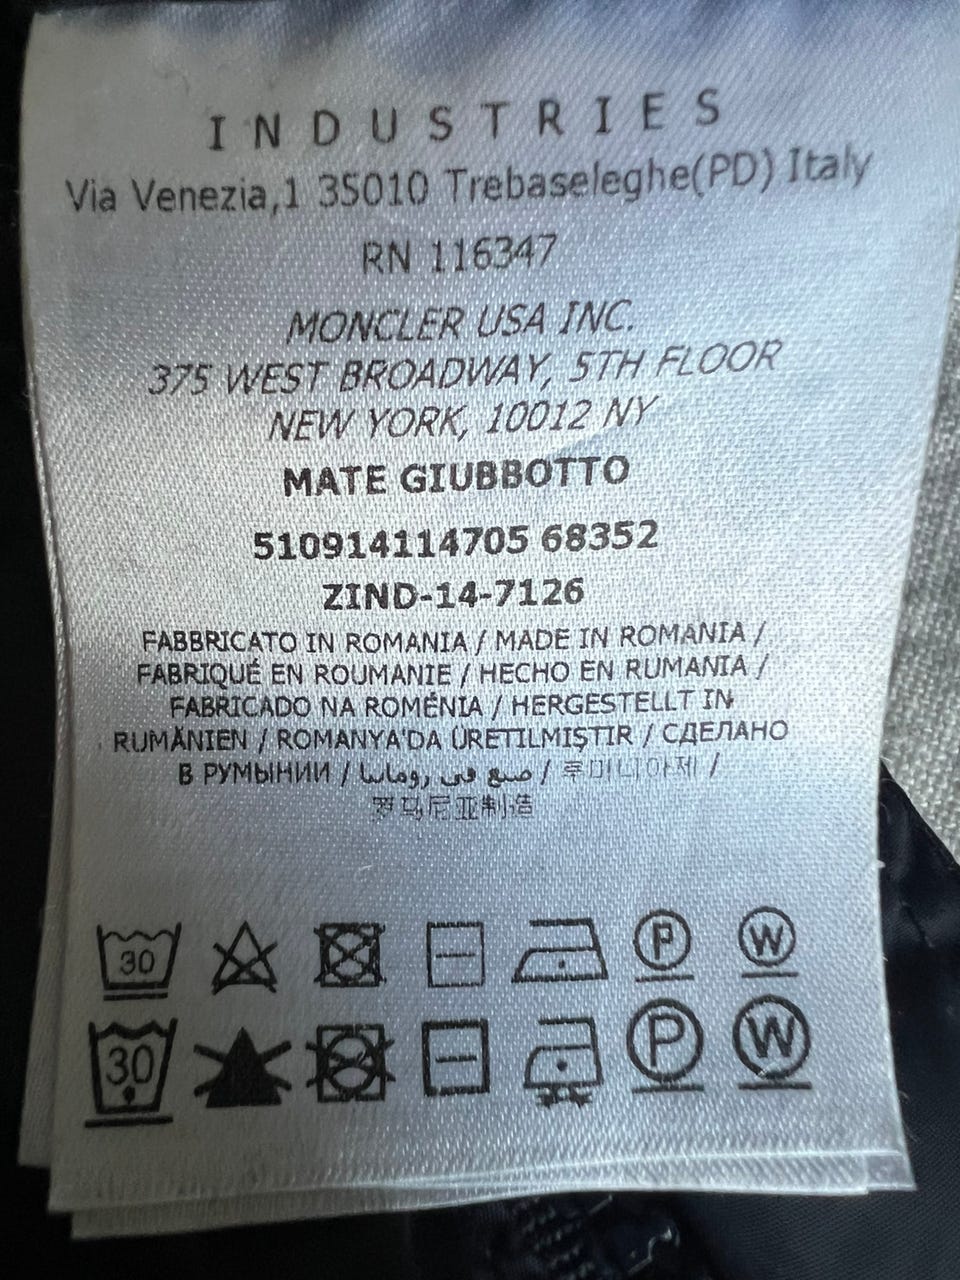 INDUSTRIES
Via Venezia,1 35010 Trebaseleghe(PD) Italy
RN 116347
MONCLER USA INC.
375 WEST BROADWAY, 5TH FLOOR
NEW YORK, 10012 NY
MATE GIUBBOTTO
510914114705 68352
ZIND-14-7126
FABBRICATO IN ROMANIA / MADE IN ROMANIA /
FABRIQUÉ EN ROUMANIE / HECHO EN RUMANIA /
FABRICADO NA ROMÉNIA / HERGESTELLT IN
RUMÄNIEN / ROMANYA'DA ÜRETILMIŞTIR / СДЕЛАНО
В РУМЫНИИ / صنع في رومانيا / 루마니아제 /
罗马尼亚制造
30 P W
30 P W